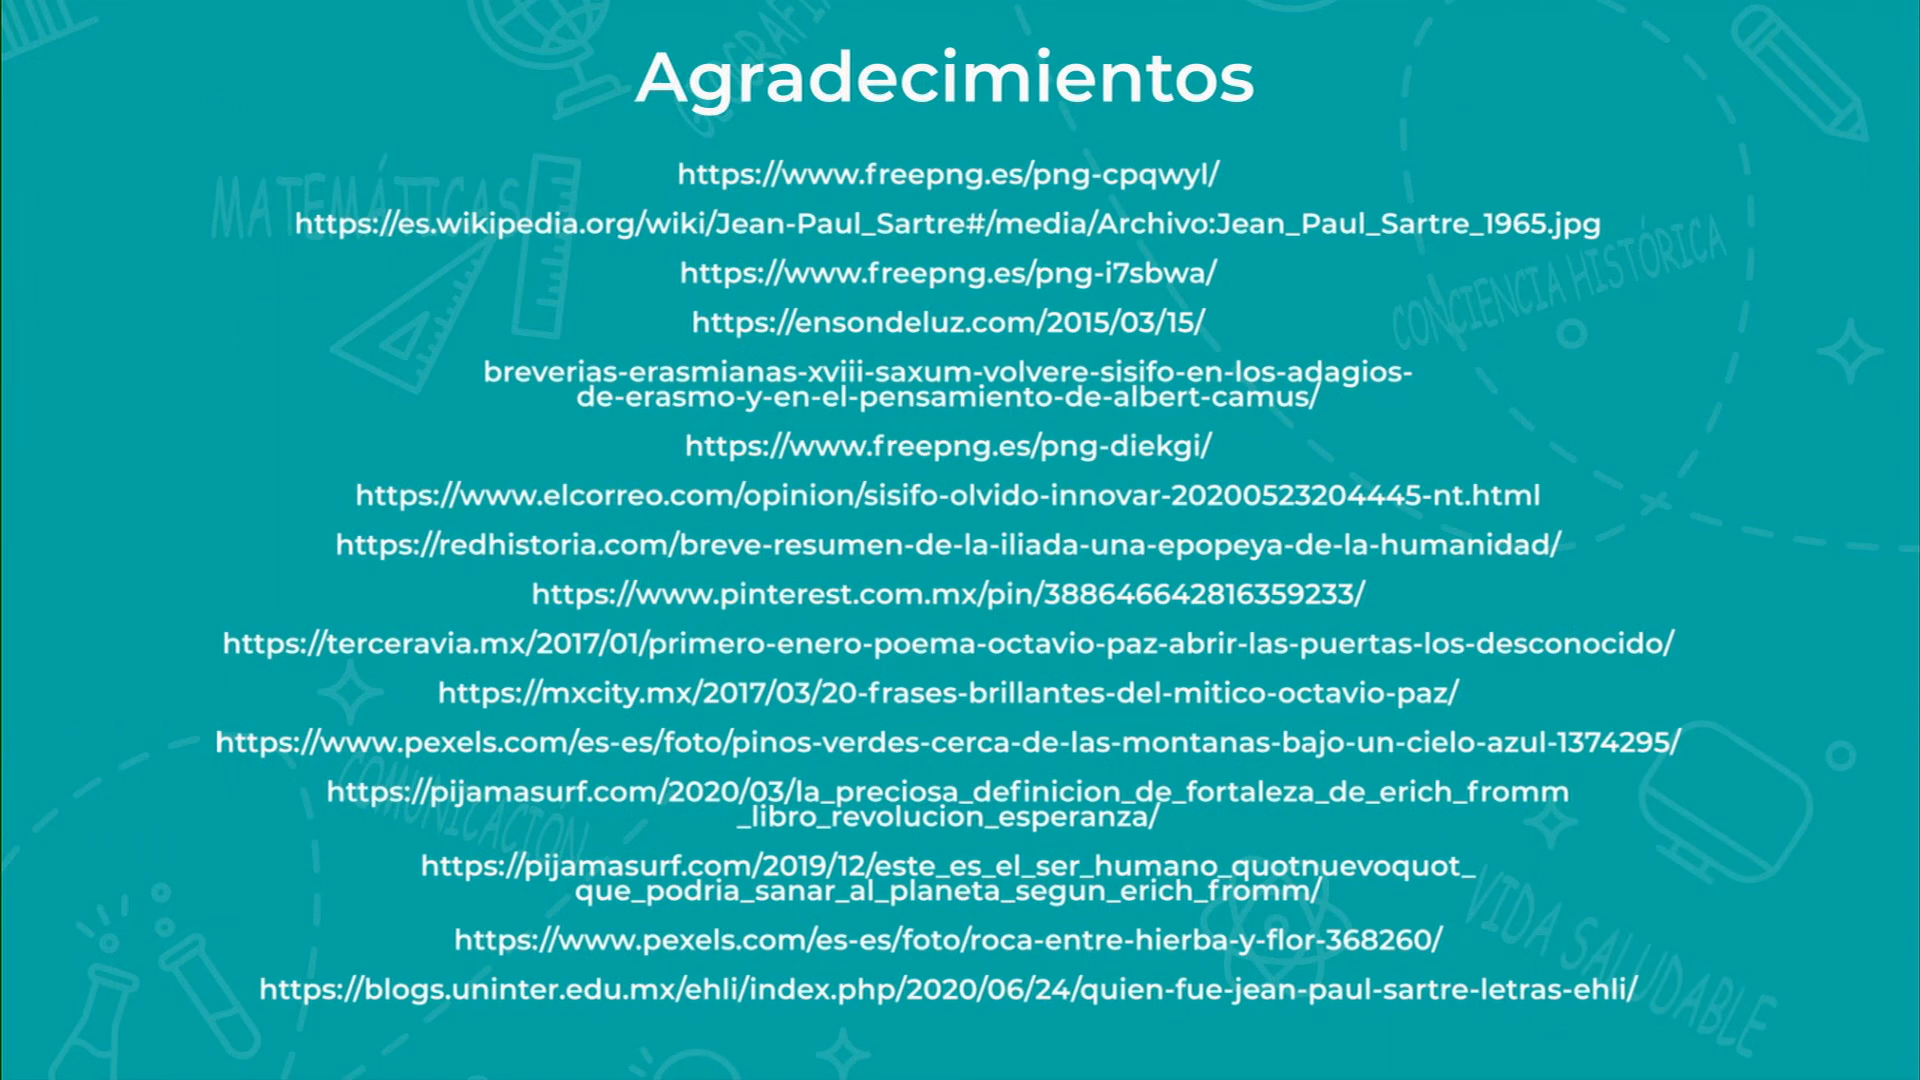 Agradecimientos
https://www.freepng.es/png-cpqwyl/
https://es.wikipedia.org/wiki/Jean-Paul_Sartre#/media/Archivo:Jean_Paul_Sartre_1965.jpg
https://www.freepng.es/png-i7sbwa/
https://ensondeluz.com/2015/03/15/
breverias-erasmianas-xviii-saxum-volvere-sisifo-en-los-adagios-
de-erasmo-y-en-el-pensamiento-de-albert-camus/
https://www.freepng.es/png-diekgi/
https://www.elcorreo.com/opinion/sisifo-olvido-innovar-20200523204445-nt.html
https://redhistoria.com/breve-resumen-de-la-iliada-una-epopeya-de-la-humanidad/
https://www.pinterest.com.mx/pin/388646642816359233/
https://terceravia.mx/2017/01/primero-enero-poema-octavio-paz-abrir-las-puertas-los-desconocido/
https://mxcity.mx/2017/03/20-frases-brillantes-del-mitico-octavio-paz/
https://www.pexels.com/es-es/foto/pinos-verdes-cerca-de-las-montanas-bajo-un-cielo-azul-1374295/
https://pijamasurf.com/2020/03/la_preciosa_definicion_de_fortaleza_de_erich_fromm
_libro_revolucion_esperanza/
https://pijamasurf.com/2019/12/este_es_el_ser_humano_quotnuevoquot_
que_podria_sanar_al_planeta_segun_erich_fromm/
https://www.pexels.com/es-es/foto/roca-entre-hierba-y-flor-368260/
https://blogs.uninter.edu.mx/ehli/index.php/2020/06/24/quien-fue-jean-paul-sartre-letras-ehli/
GEOGRAFÍA
MATEMÁTICAS
CONCIENCIA HISTÓRICA
COMUNICACIÓN
VIDA SALUDABLE